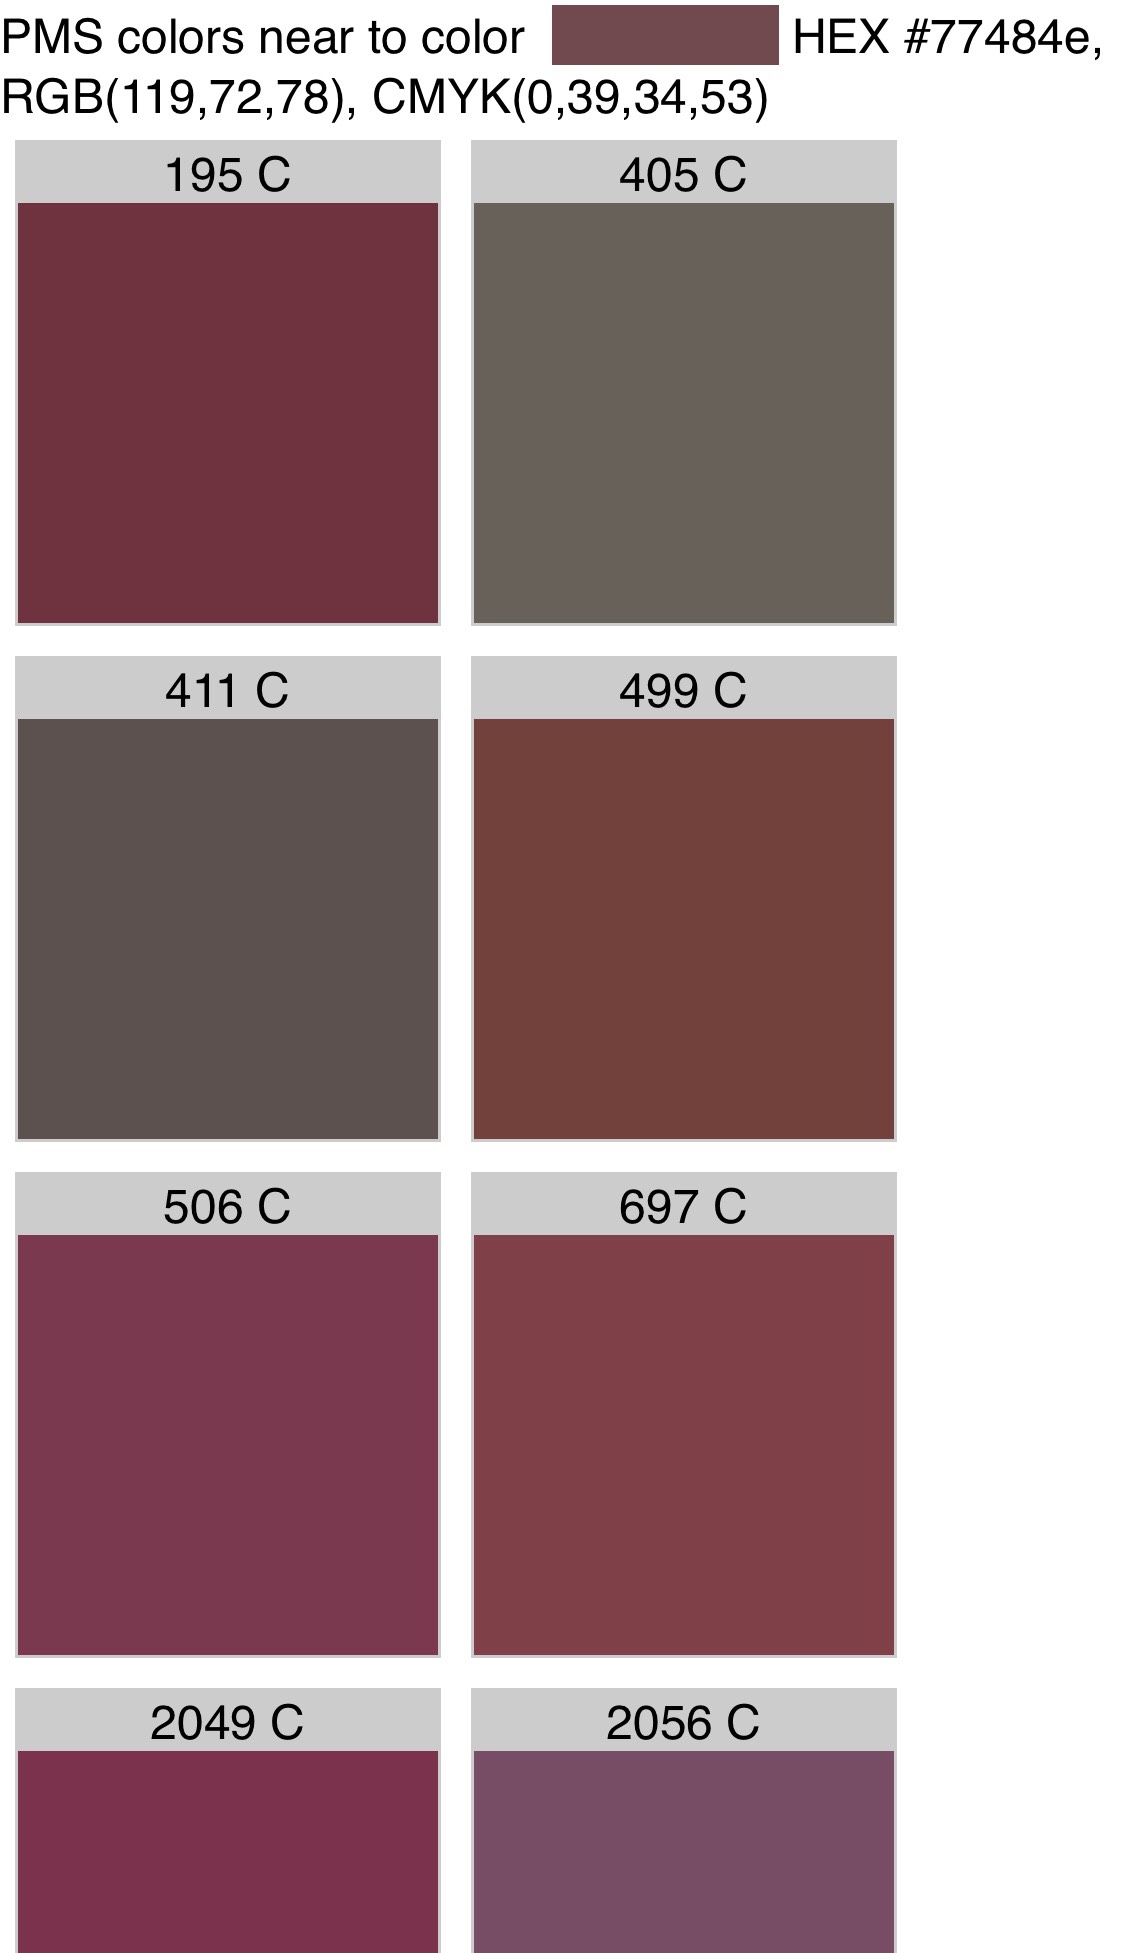 PMS colors near to color HEX #77484e,
RGB(119,72,78), CMYK(0,39,34,53)
195 C
405 C
411 C
499 C
506 C
697 C
2049 C
2056 C